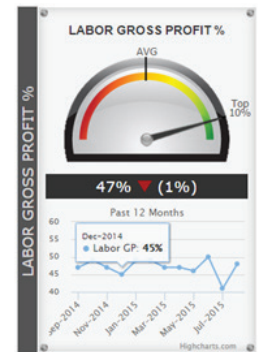 LABOR GROSS PROFIT %
LABOR GROSS PROFIT %
AVG
Top
10%
47% ▼ (1%)
Past 12 Months
60
55
50
45
40
Dec-2014
● Labor GP: 45%
Sep-2014
Nov-2014
Jan-2015
Mar-2015
May-2015
Jul-2015
Highcharts.com